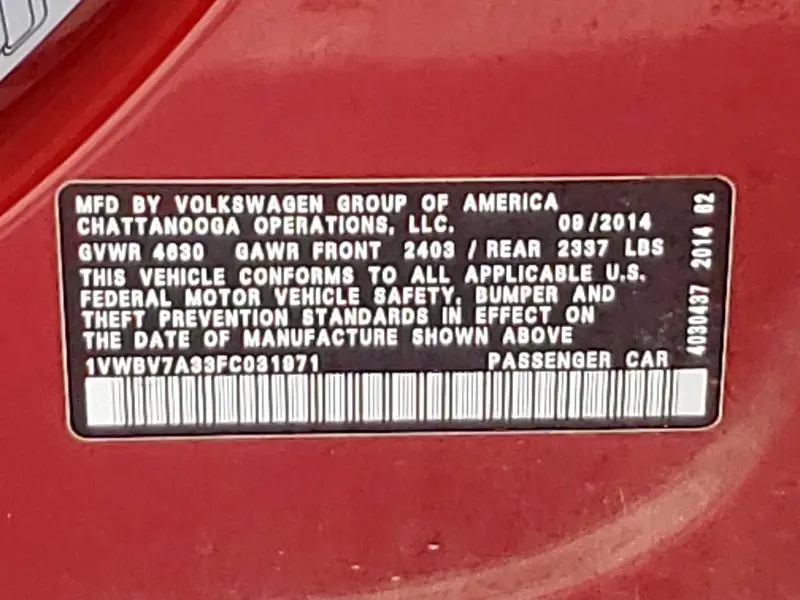 MFD BY VOLKSWAGEN GROUP OF AMERICA
CHATTANOOGA OPERATIONS, LLC. 09/2014
GVWR 4630 GAWR FRONT 2403 / REAR 2337 LBS
THIS VEHICLE CONFORMS TO ALL APPLICABLE U.S.
FEDERAL MOTOR VEHICLE SAFETY, BUMPER AND
THEFT PREVENTION STANDARDS IN EFFECT ON
THE DATE OF MANUFACTURE SHOWN ABOVE
1VWBV7A33FC031971 PASSENGER CAR
4030437 2014 62